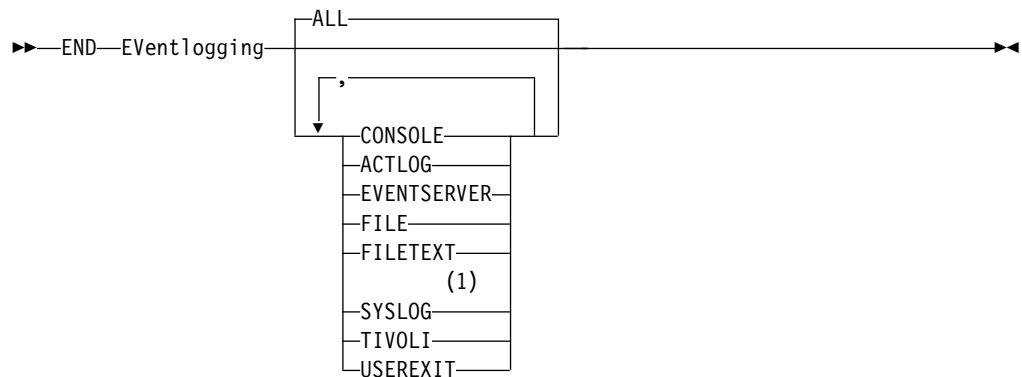 ALL
END EVentlogging
,
CONSOLE
ACTLOG
EVENTSERVER
FILE
FILETEXT
(1)
SYSLOG
TIVOLI
USEREXIT